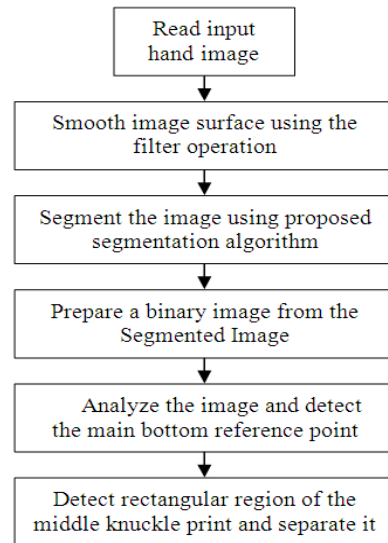 Read input
hand image
Smooth image surface using the
filter operation
Segment the image using proposed
segmentation algorithm
Prepare a binary image from the
Segmented Image
Analyze the image and detect
the main bottom reference point
Detect rectangular region of the
middle knuckle print and separate it